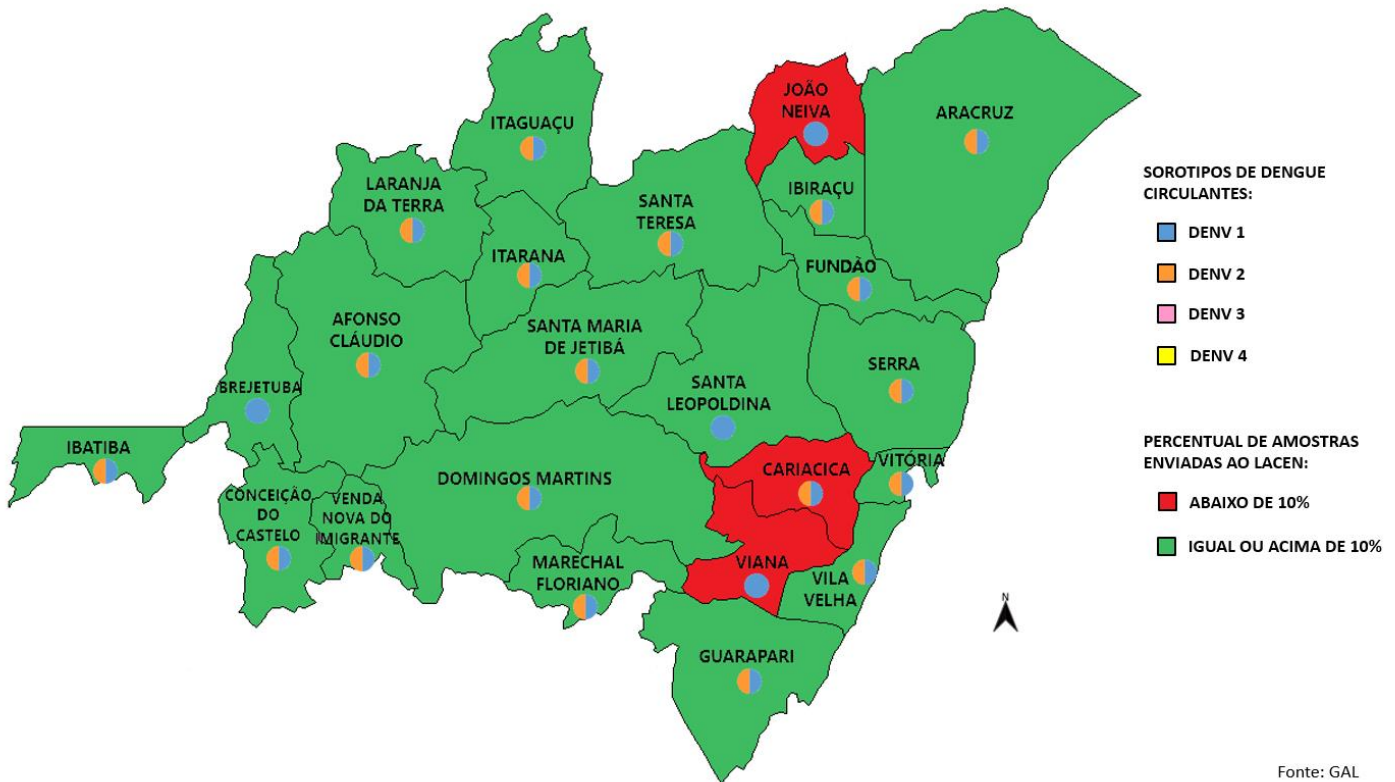 JOÃO
NEIVA
ARACRUZ
ITAGUAÇU
LARANJA
DA TERRA
IBIRAÇU
SANTA
TERESA
ITARANA
FUNDÃO
AFONSO
CLÁUDIO
SANTA MARIA
DE JETIBÁ
SERRA
BREJETUBA
SANTA
LEOPOLDINA
IBATIBA
CARIACICA
VITÓRIA
DOMINGOS MARTINS
CONCEIÇÃO
DO
CASTELO
VENDA
NOVA DO
IMIGRANTE
MARECHAL
FLORIANO
VIANA
VILA
VELHA
GUARAPARI
SOROTIPOS DE DENGUE
CIRCULANTES:
DENV 1
DENV 2
DENV 3
DENV 4
PERCENTUAL DE AMOSTRAS
ENVIADAS AO LACEN:
ABAIXO DE 10%
IGUAL OU ACIMA DE 10%
N
Fonte: GAL